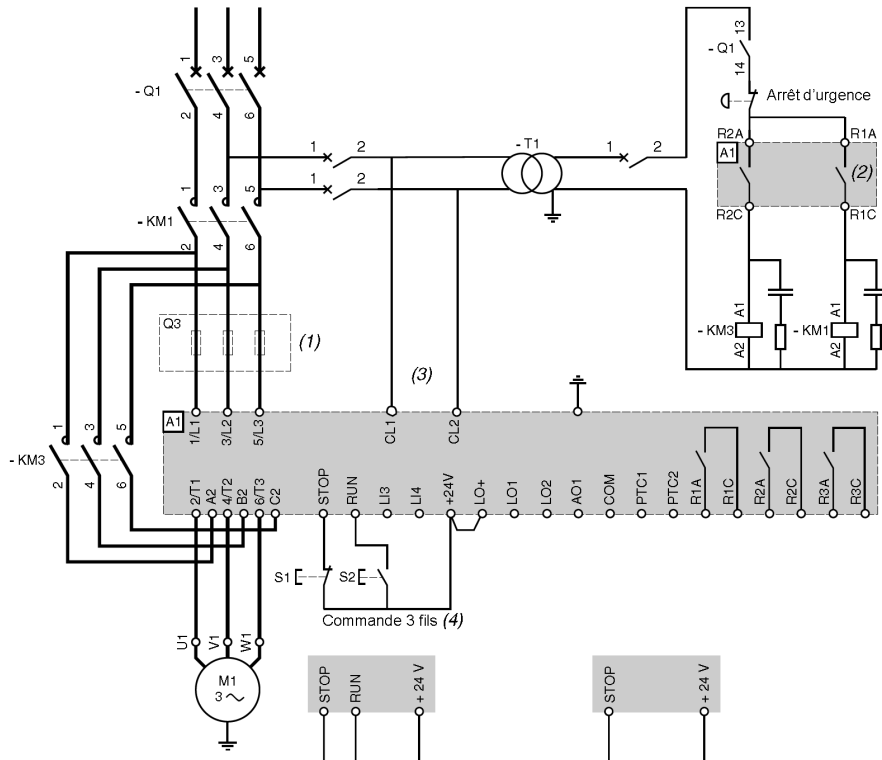 1 3 5
- Q1
2 4 6
13
- Q1
14
Arrêt d'urgence
R2A R1A
A1
(2)
R2C R1C
1 2
1 2
- T1
1 2
1 3 5
- KM1
2 4 6
A1 A1
- KM3 - KM1
A2 A2
Q3
(1)
(3)
A1
1/L1 3/L2 5/L3 CL1 CL2
1 3 5
- KM3
2 4 6
2/T1 A2 4/T2 B2 6/T3 C2 STOP RUN LI3 LI4 +24V LO+ LO1 LO2 AO1 COM PTC1 PTC2 R1A R1C R2A R2C R3A R3C
S1 S2
Commande 3 fils (4)
U1 V1 W1
M1
3
STOP RUN + 24 V
STOP + 24 V